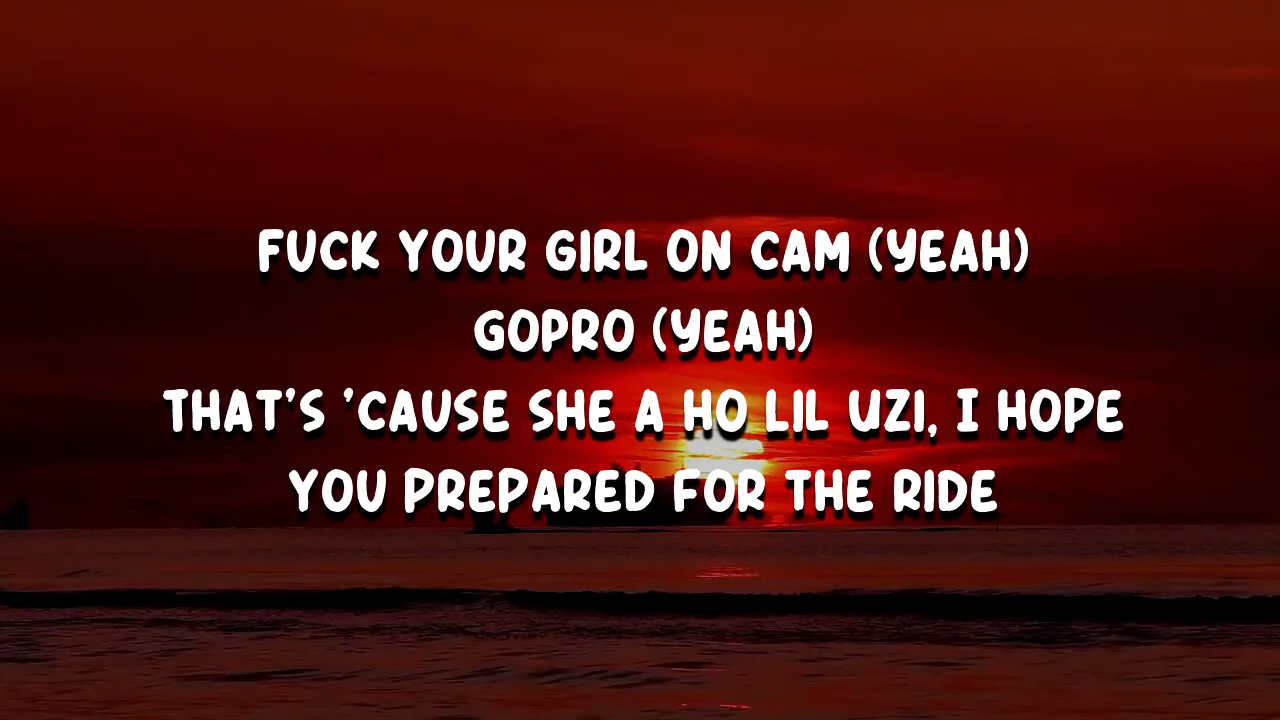 FUCK YOUR GIRL ON CAM (YEAH)
GOPRO (YEAH)
THAT'S 'CAUSE SHE A HO LIL UZI, I HOPE
YOU PREPARED FOR THE RIDE